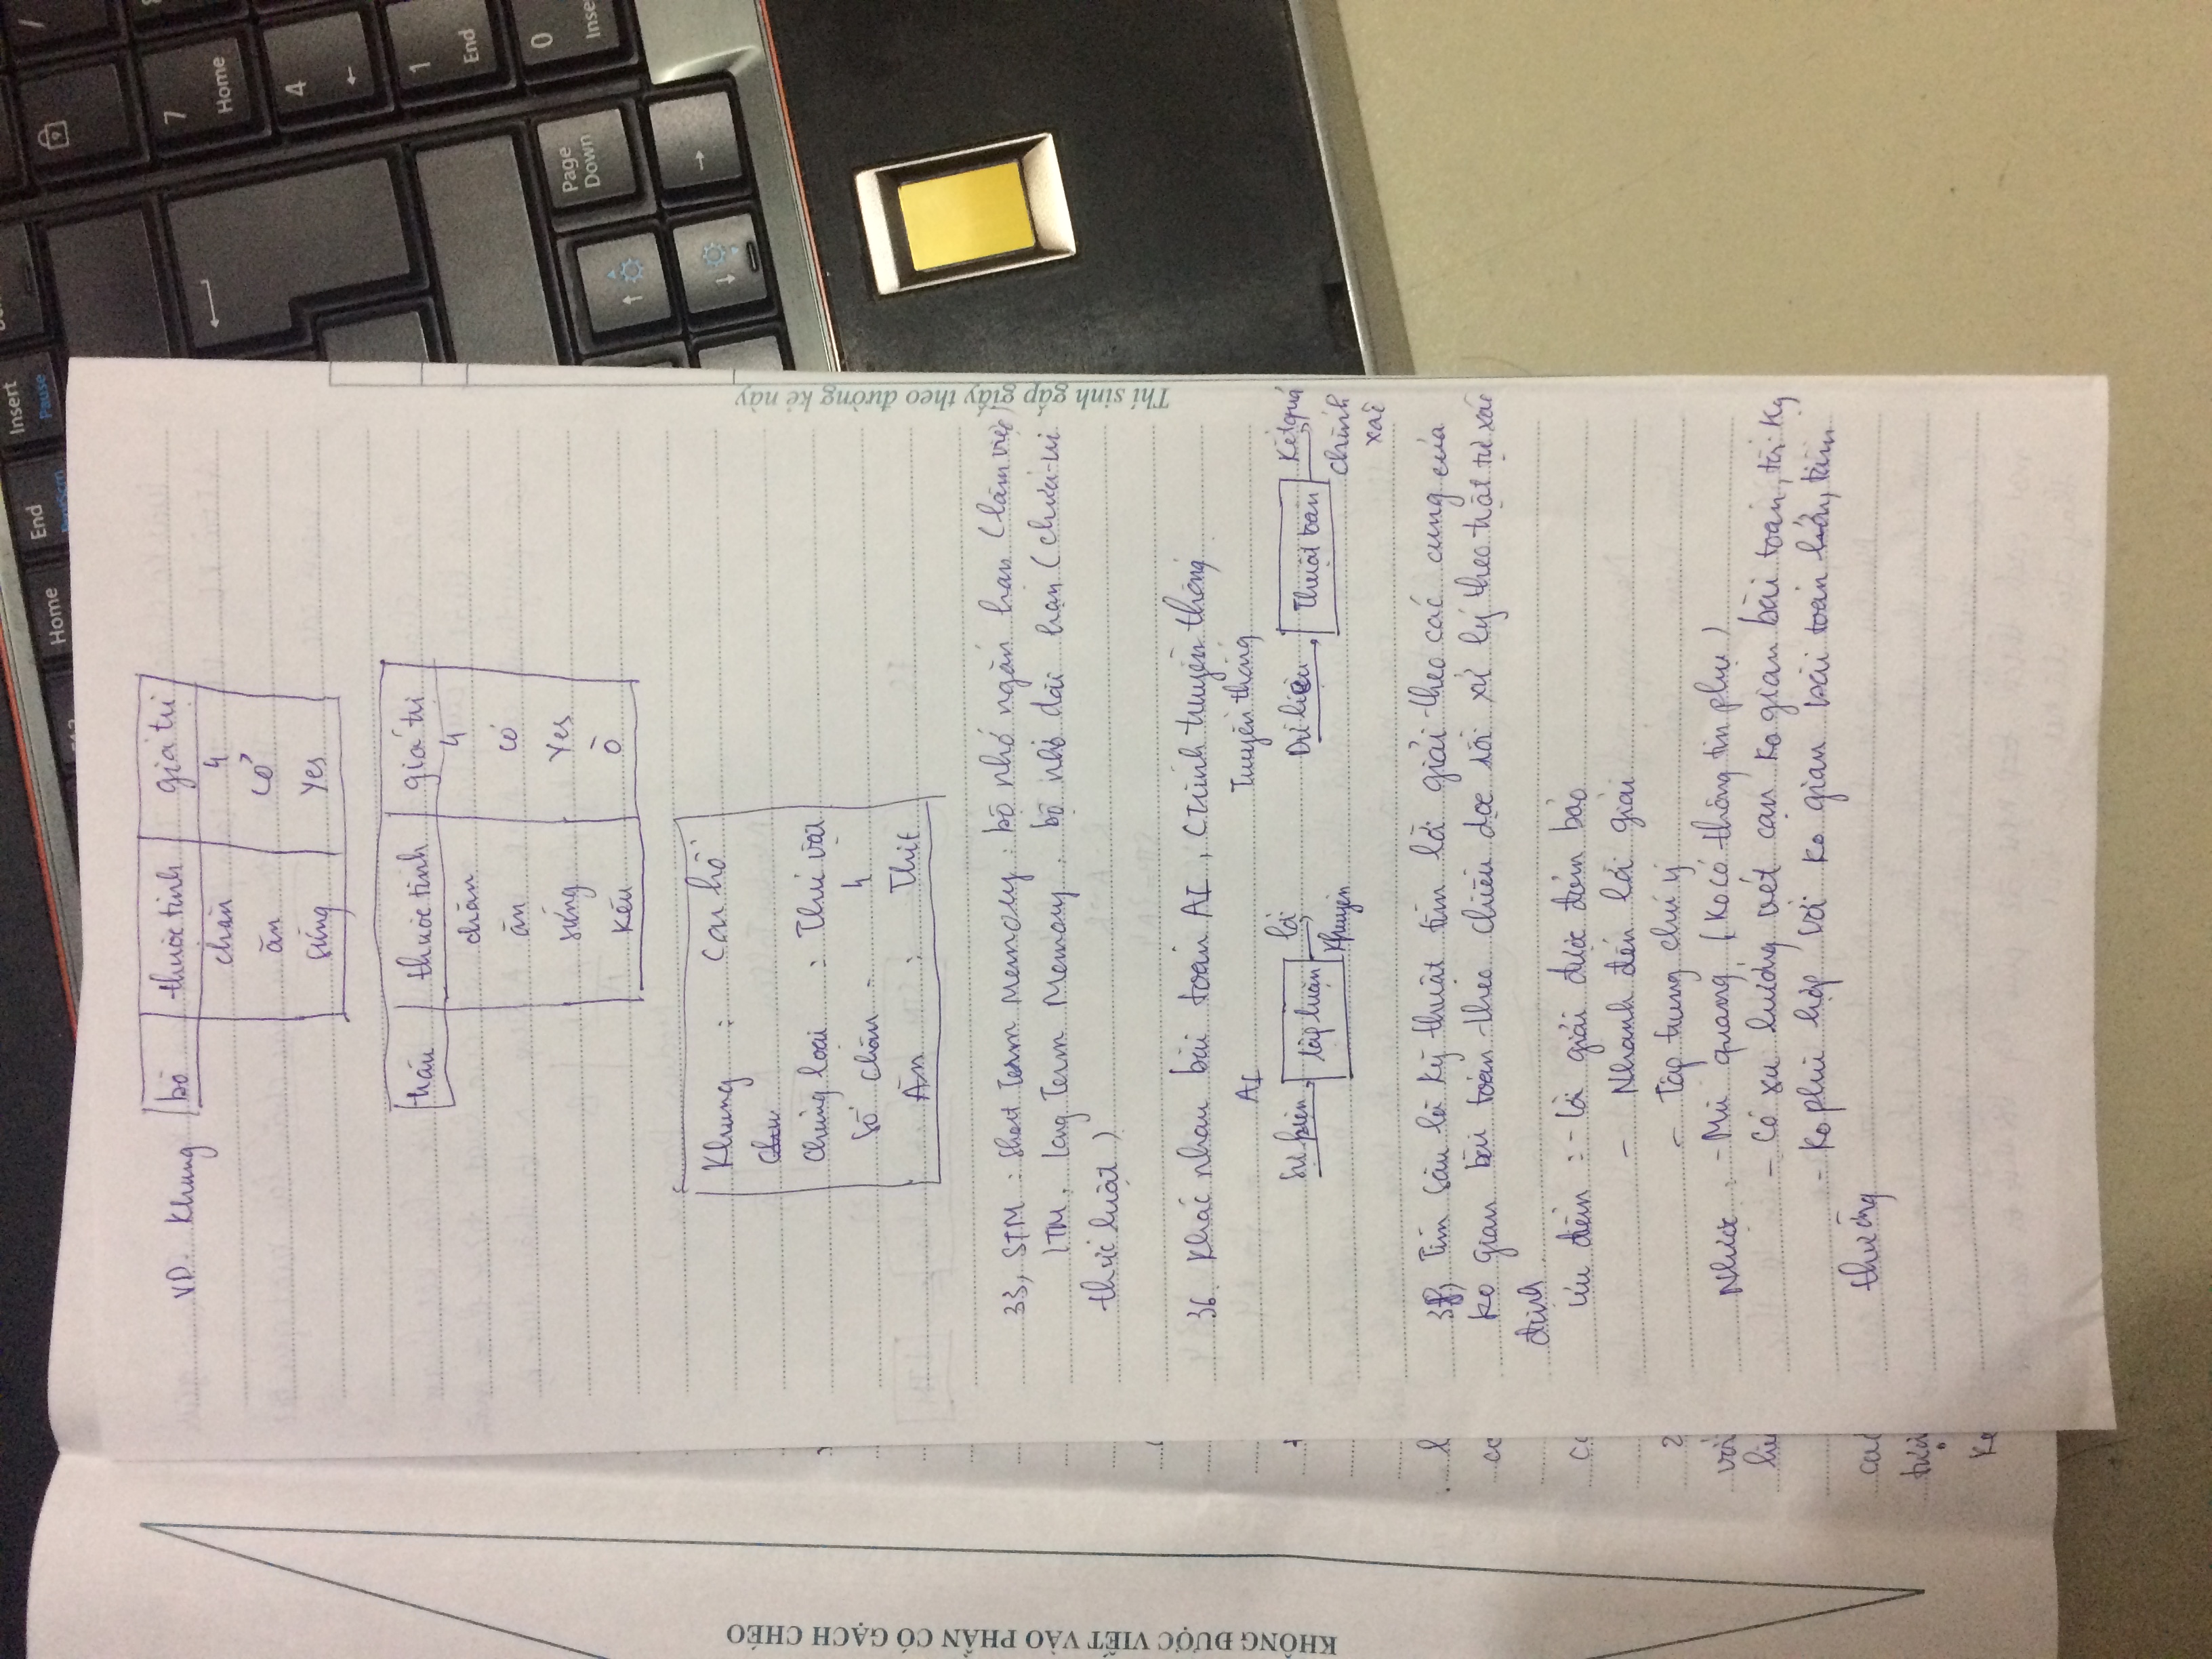 VD. Khung bò thuộc tính giá trị
chân 4
ăn cỏ
sừng Yes
trâu thuộc tính giá trị
chân 4
ăn cỏ
sừng Yes
Kêu Ò
Khung : Con hổ
Chu
Chủng loại : Thú vật
Số chân - 4
Ăn : Thịt
33, STM : Short Term Memory : bộ nhớ ngắn hạn (làm việc)
LTM. Long Term Memory. bộ nhớ dài hạn (chứa tri
thức luật)
36. Khác nhau bài toán AI, CTrình truyền thống
AI Truyền thống
Sự kiện lập luận lời khuyên Dữ liệu Thuật toán Kết quả
chính
xác
Tìm sâu là kỹ thuật tìm lời giải theo các cung của
ko gian bài toán theo chiều dọc rồi xử lý theo trật tự xác
định.
Ưu điểm : - Lời giải được đảm bảo
- Nhanh đến lời giải
- Tập trung chú ý
Nhược : - Mù quáng (Ko có thông tin phụ)
- Có xu hướng vét cạn ko gian bài toán,
- Ko phù hợp với ko gian bài toán lớn, tầm
thường
KHÔNG ĐƯỢC VIẾT VÀO PHẦN CÓ GẠCH CHÉO
Thí sinh gấp giấy theo đường kẻ này
Home
End
PrntScrn
Insert
Pause
7
Home
4
←
1
End
0
Inse
Page
Down